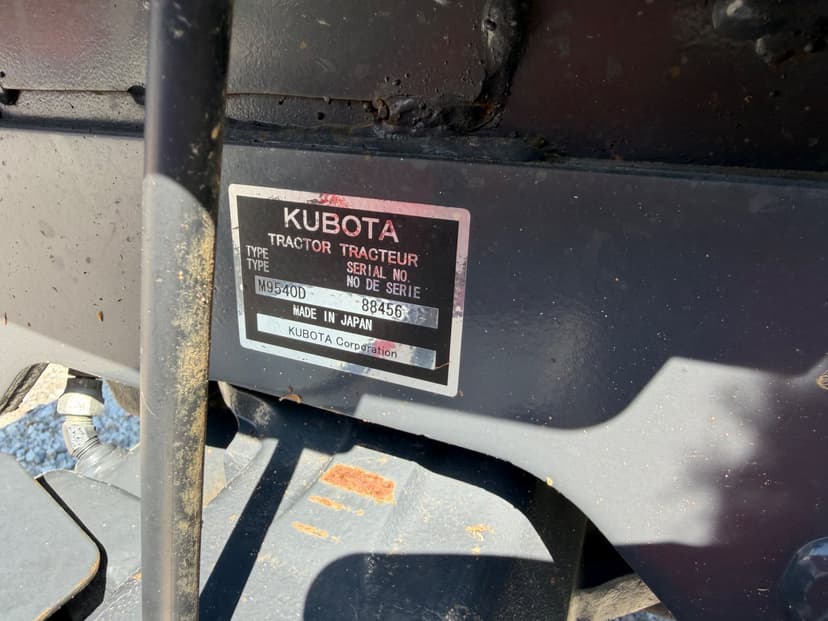 KUBOTA
TRACTOR TRACTEUR
TYPE SERIAL NO.
TYPE NO DE SERIE
M9540D 88456
MADE IN JAPAN
KUBOTA Corporation